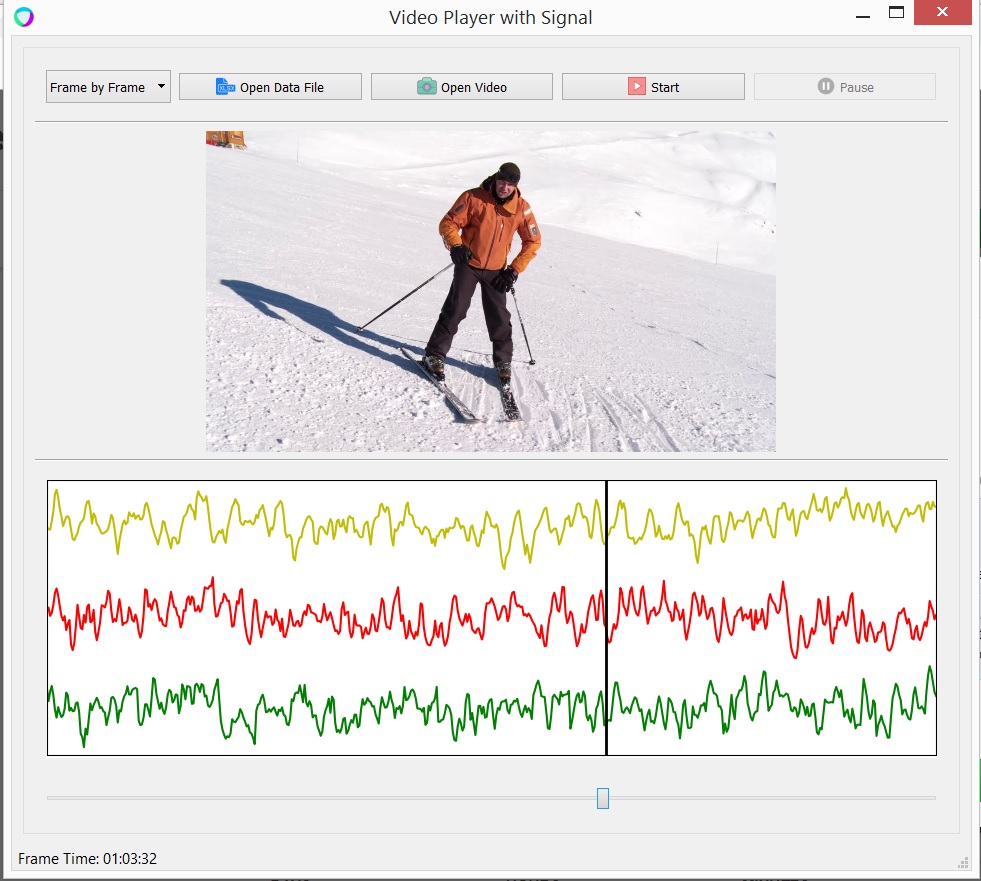 Video Player with Signal
Frame by Frame
XLSX
Open Data File
Open Video
Start
Pause
Frame Time: 01:03:32